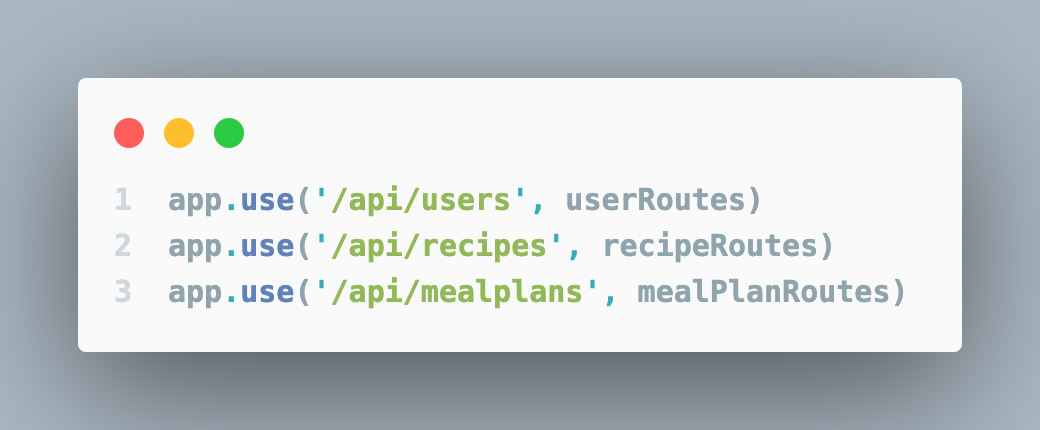 1 app.use('/api/users', userRoutes)
2 app.use('/api/recipes', recipeRoutes)
3 app.use('/api/mealplans', mealPlanRoutes)